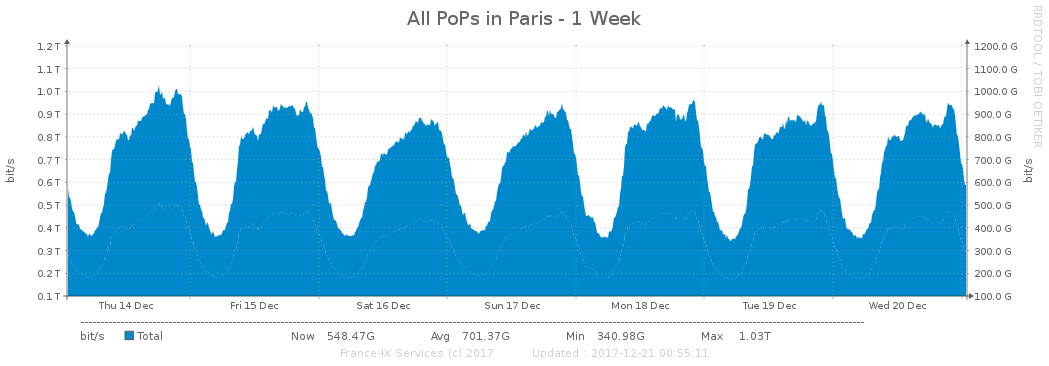 All PoPs in Paris - 1 Week
RRDTOOL / TOBI OETIKER
bit/s
1.2 T
1.1 T
1.0 T
0.9 T
0.8 T
0.7 T
0.6 T
0.5 T
0.4 T
0.3 T
0.2 T
0.1 T
1200.0 G
1100.0 G
1000.0 G
900.0 G
800.0 G
700.0 G
600.0 G
500.0 G
400.0 G
300.0 G
200.0 G
100.0 G
bit/s
Thu 14 Dec Fri 15 Dec Sat 16 Dec Sun 17 Dec Mon 18 Dec Tue 19 Dec Wed 20 Dec
bit/s Total Now 548.47G Avg 701.37G Min 340.98G Max 1.03T
France-IX Services (c) 2017 Updated : 2017-12-21 00:55:11